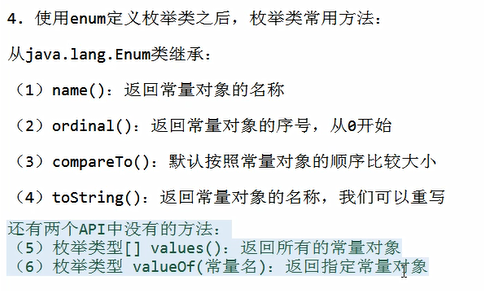 4. 使用enum定义枚举类之后，枚举类常用方法：
从java.lang.Enum类继承：
（1）name()：返回常量对象的名称
（2）ordinal()：返回常量对象的序号，从0开始
（3）compareTo()：默认按照常量对象的顺序比较大小
（4）toString()：返回常量对象的名称，我们可以重写
还有两个API中没有的方法：
（5）枚举类型[] values()：返回所有的常量对象
（6）枚举类型 valueOf(常量名)：返回指定常量对象